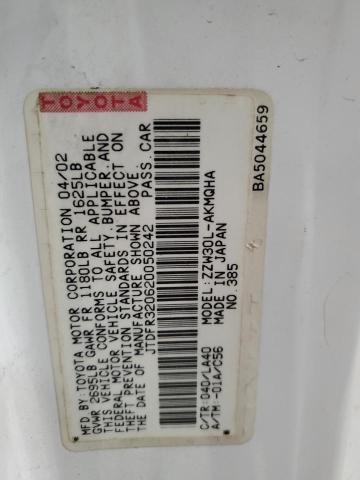 TOYOTA
MFD BY: TOYOTA MOTOR CORPORATION 04/02
GVWR 2695LB GAWR FR 1180LB RR 1625LB
THIS VEHICLE CONFORMS TO ALL APPLICABLE
FEDERAL MOTOR VEHICLE SAFETY, BUMPER, AND
THEFT PREVENTION STANDARDS IN EFFECT ON
THE DATE OF MANUFACTURE SHOWN ABOVE.
JTDFR320620050242 PASS. CAR
C/TR: 040/LA40 MODEL: ZZW30L-AKMQHA
A/TM: -01A/C56 MADE IN JAPAN
NO. 385
BA5044659